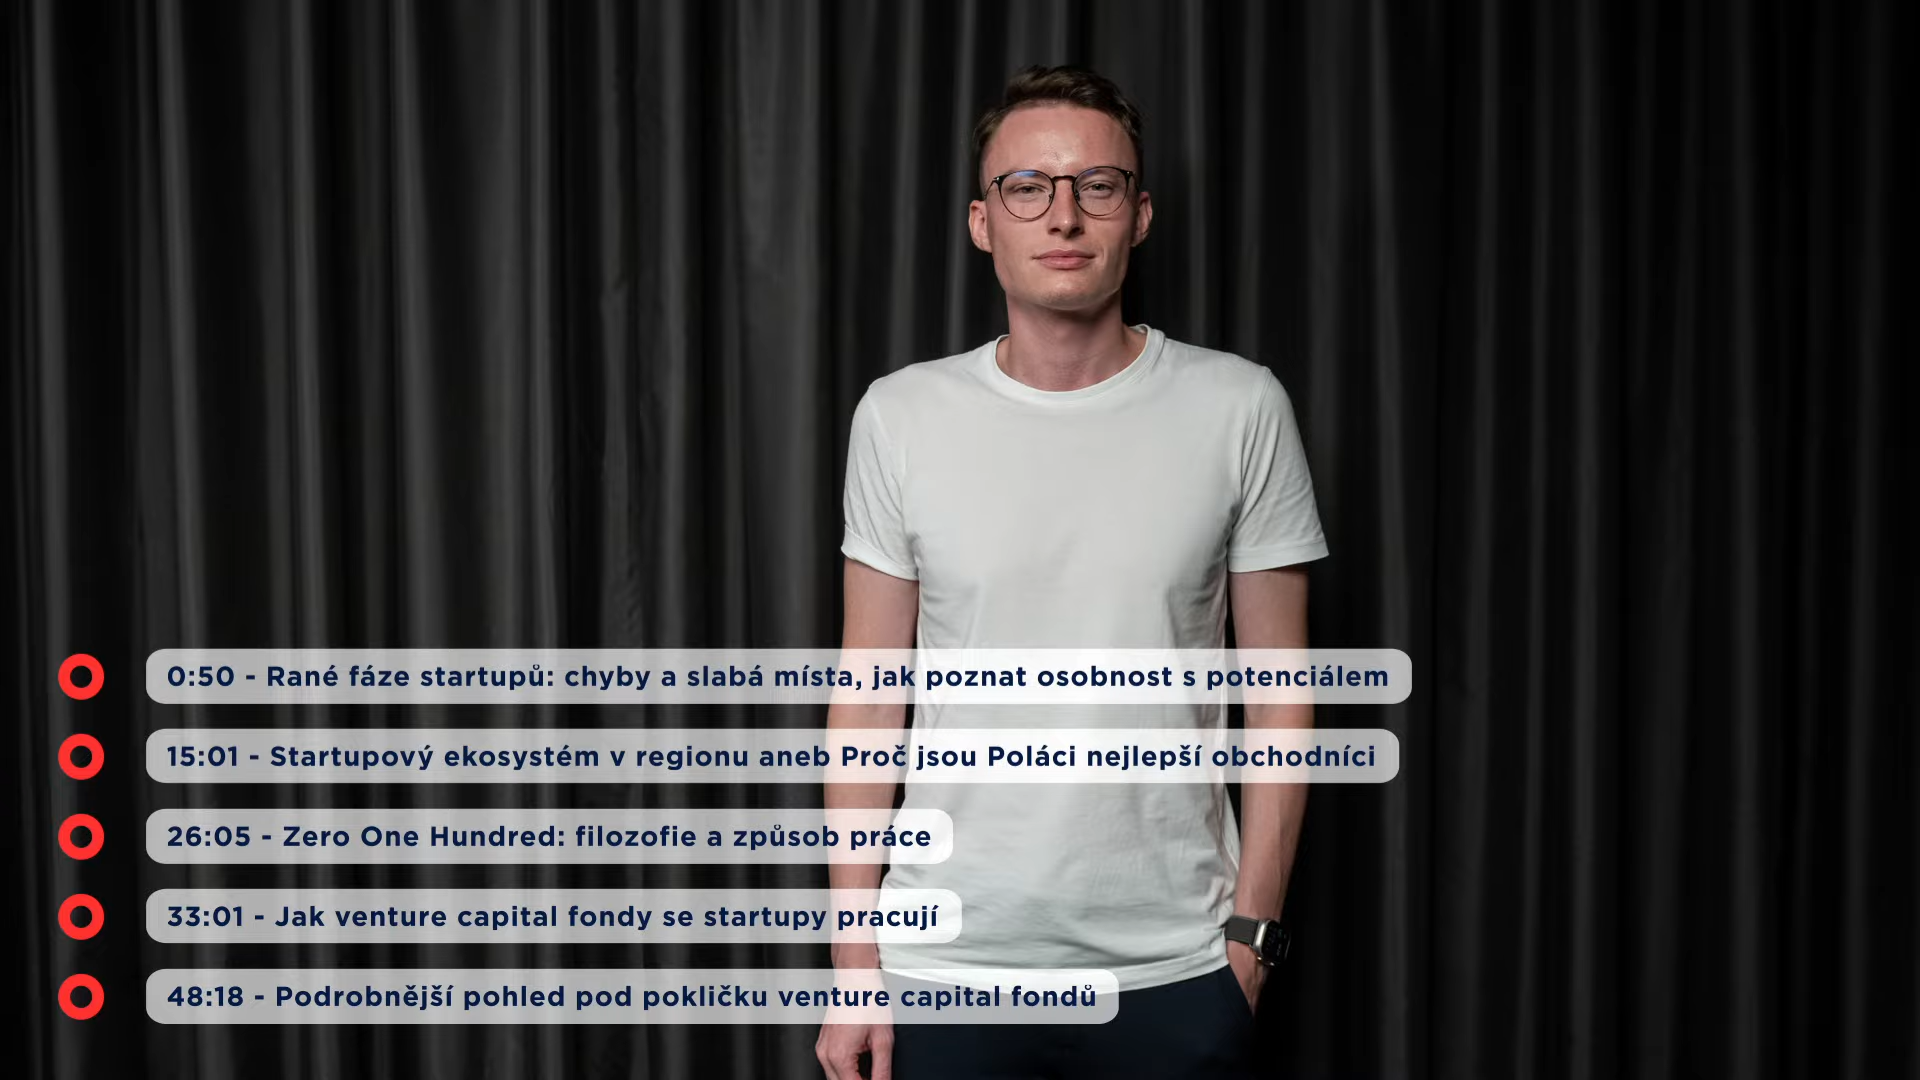 0:50 - Rané fáze startupů: chyby a slabá místa, jak poznat osobnost s potenciálem
15:01 - Startupový ekosystém v regionu aneb Proč jsou Poláci nejlepší obchodníci
26:05 - Zero One Hundred: filozofie a způsob práce
33:01 - Jak venture capital fondy se startupy pracují
48:18 - Podrobnější pohled pod pokličku venture capital fondů